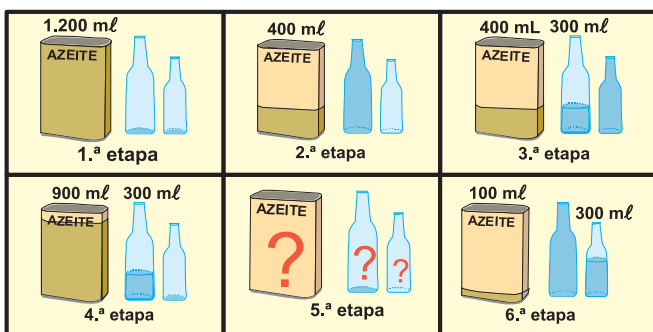 1.200 mℓ
AZEITE
1.ª etapa
400 mℓ
AZEITE
2.ª etapa
400 mL 300 mℓ
AZEITE
3.ª etapa
900 mℓ 300 mℓ
AZEITE
4.ª etapa
AZEITE
? ? ?
5.ª etapa
100 mℓ
300 mℓ
AZEITE
6.ª etapa